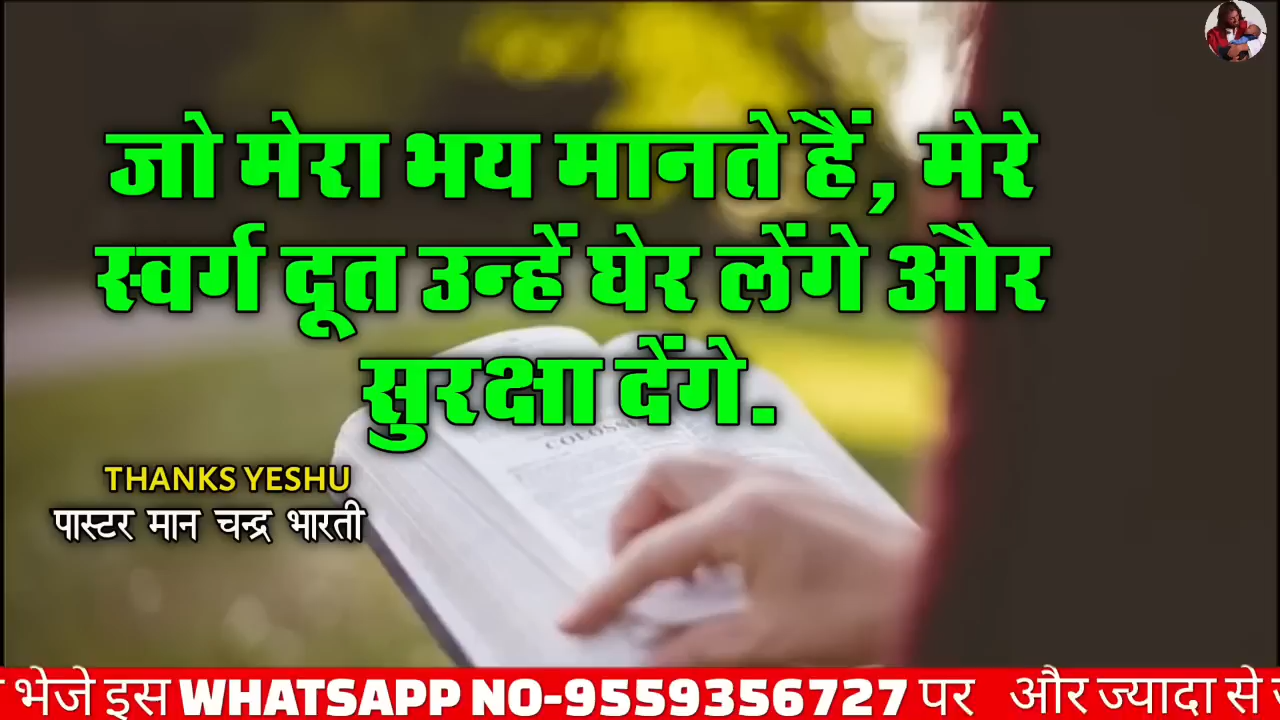 जो मेरा भय मानते हैं, मेरे
स्वर्ग दूत उन्हें घेर लेंगे और
सुरक्षा देंगे.
THANKS YESHU
पास्टर मान चन्द्र भारती
भेजे इस WHATSAPP NO-9559356727 पर और ज्यादा से